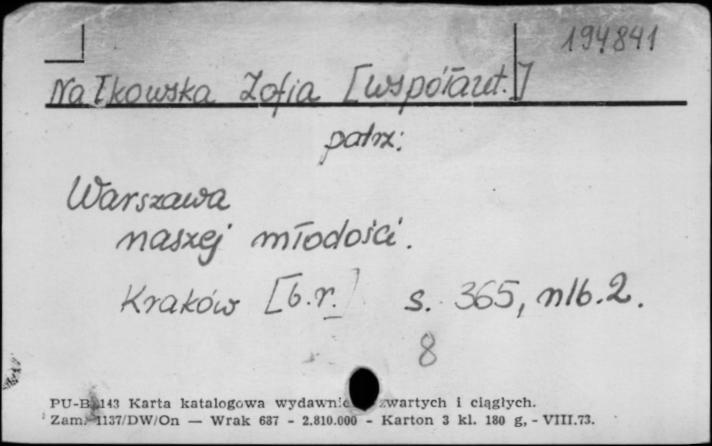 194841
Nałkowska Zofia [współaut.]
patrz:
Warszawa
naszej młodości.
Kraków [b.r.] s. 365, nlb. 2.
8
PU-B 143 Karta katalogowa wydawnic zwartych i ciągłych.
Zam. 1137/DW/On — Wrak 687 - 2.810.000 - Karton 3 kl. 180 g, - VIII.73.